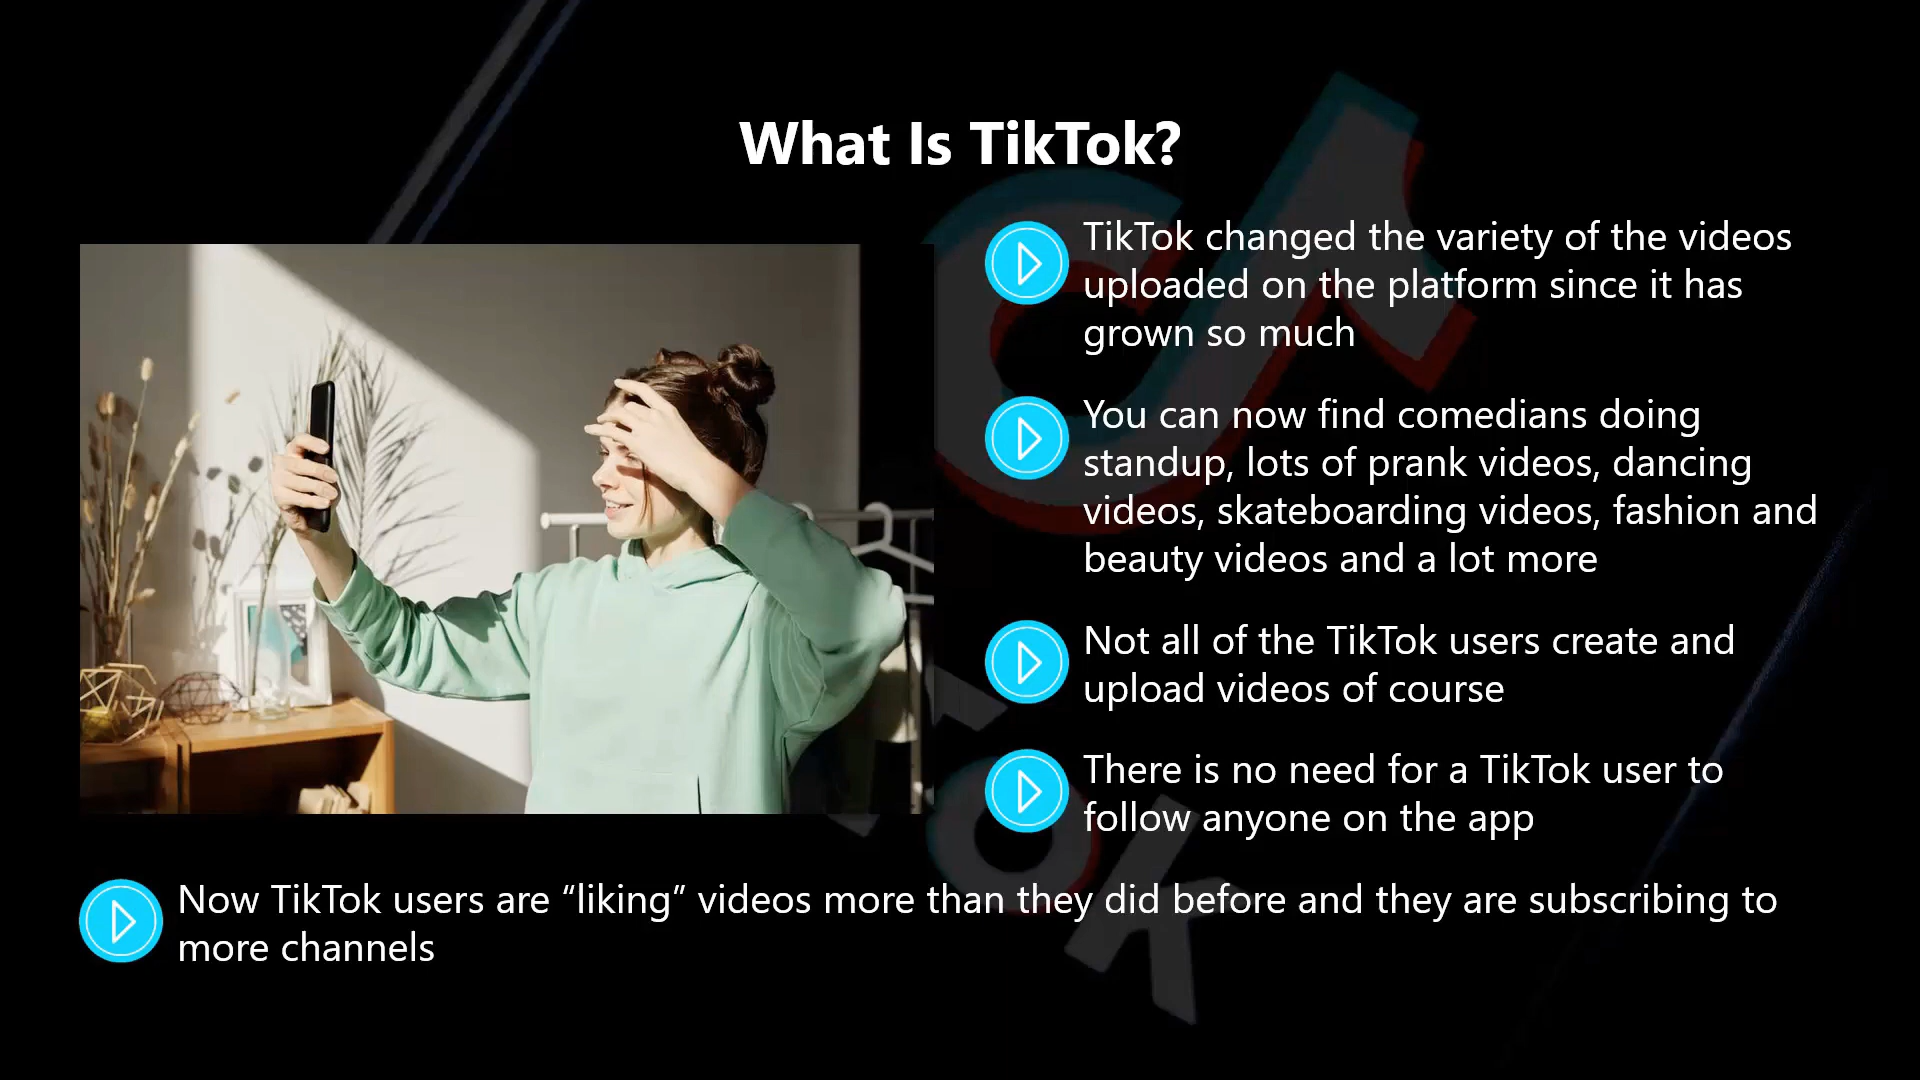 What Is TikTok?
TikTok changed the variety of the videos
uploaded on the platform since it has
grown so much
You can now find comedians doing
standup, lots of prank videos, dancing
videos, skateboarding videos, fashion and
beauty videos and a lot more
Not all of the TikTok users create and
upload videos of course
There is no need for a TikTok user to
follow anyone on the app
Now TikTok users are “liking” videos more than they did before and they are subscribing to
more channels